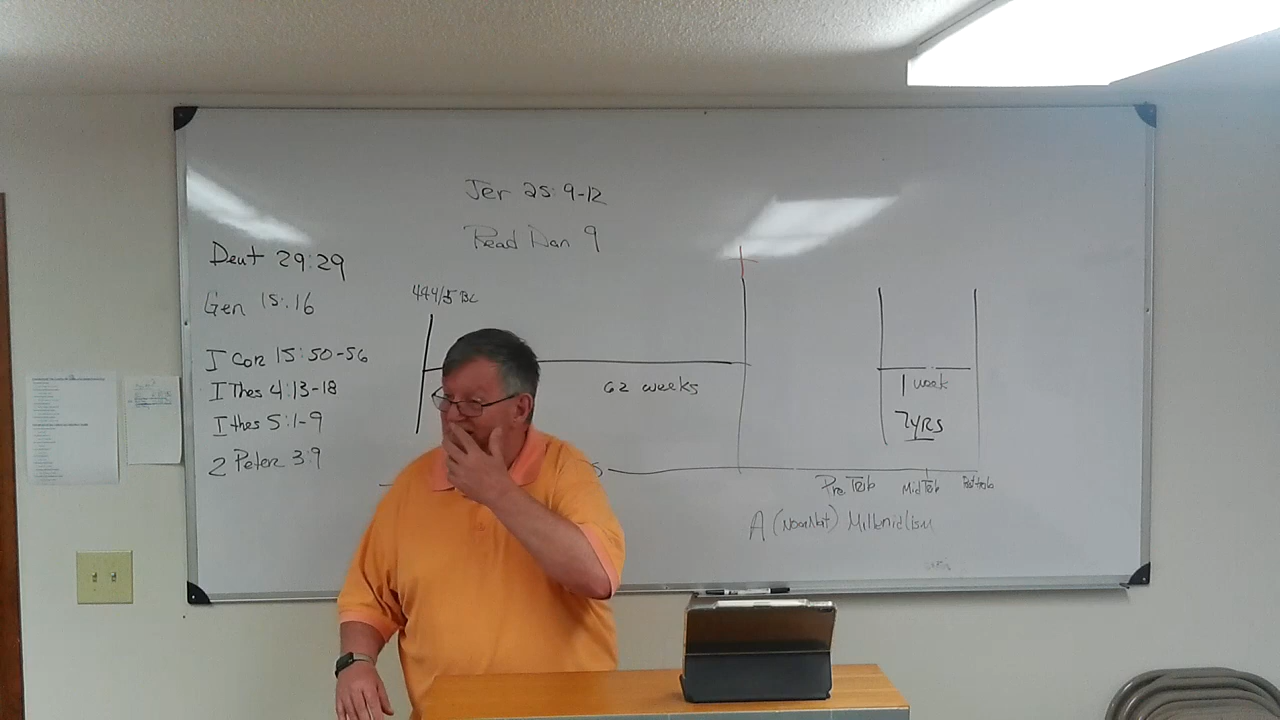 Jer 25:9-12
Read Dan 9
Deut 29:29
Gen 15:16
444/5 BC
I Cor 15:50-56
I Thes 4:13-18
I thes 5:1-9
2 Peter 3:9
62 weeks
1 week
7yrs
Pre Trib
Mid Trib
Post trib
A (Non/Not) Millenialism